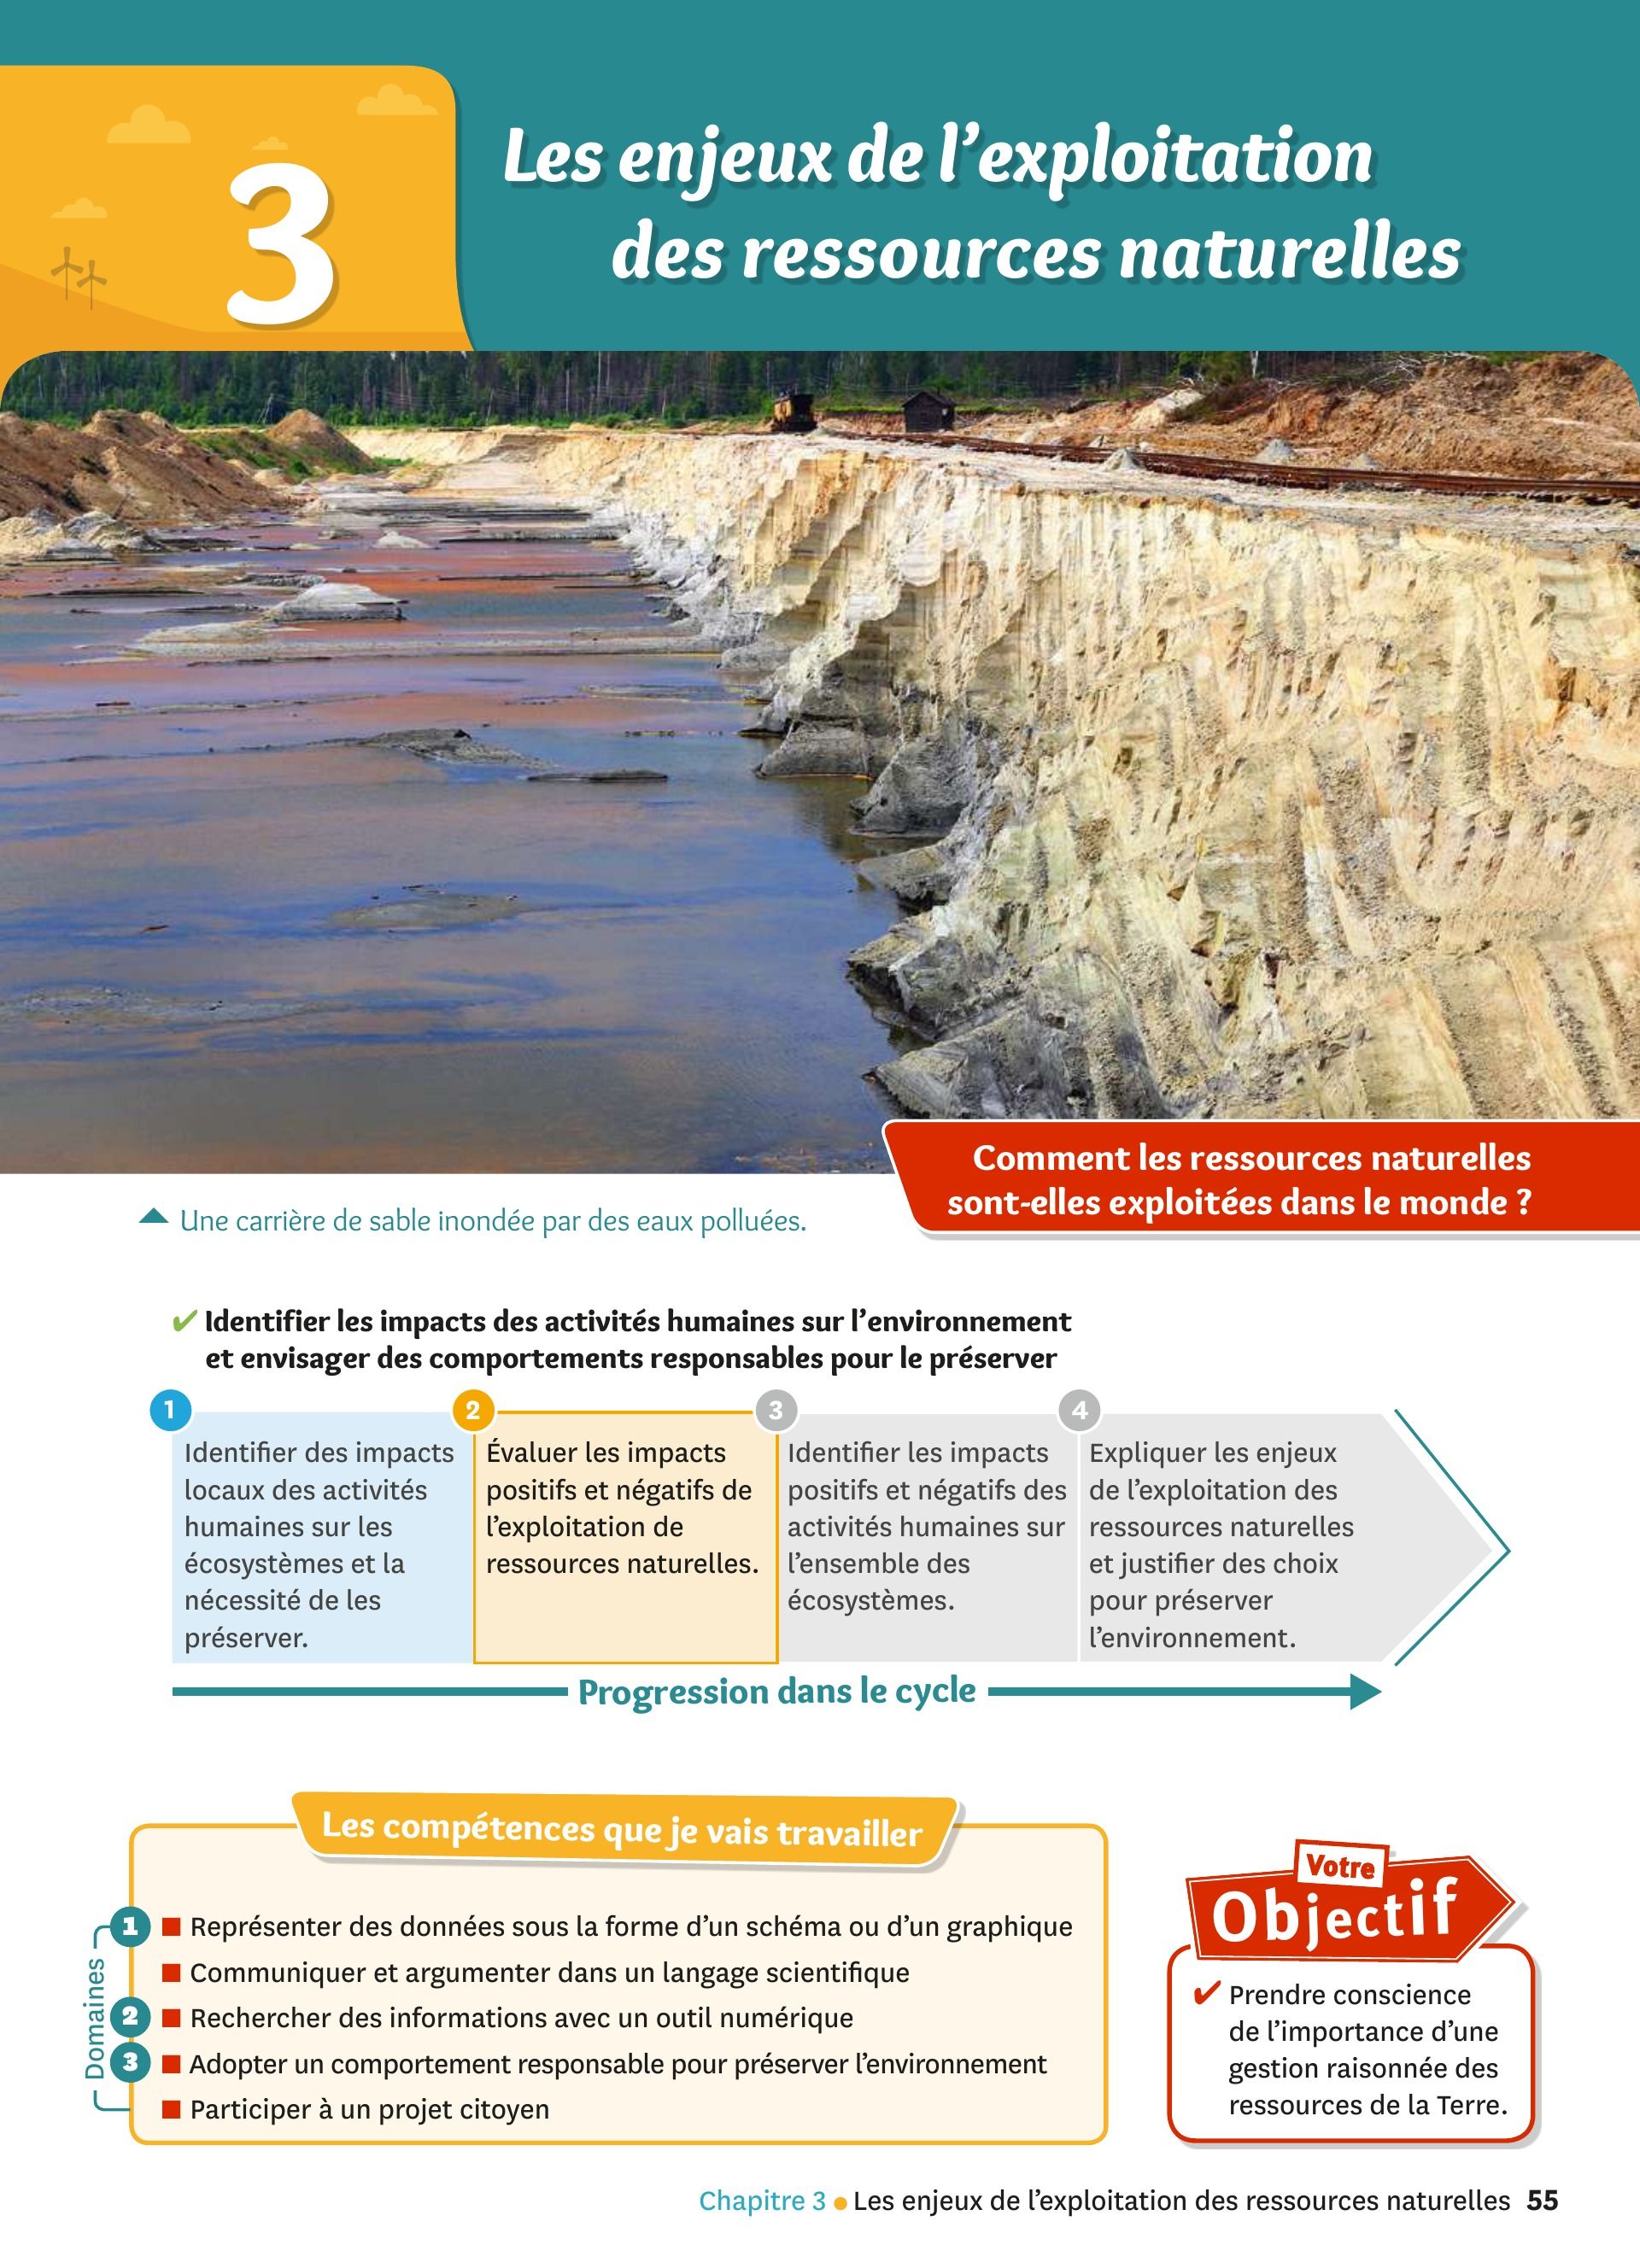 3
Les enjeux de l’exploitation
des ressources naturelles
Comment les ressources naturelles
sont-elles exploitées dans le monde ?
Une carrière de sable inondée par des eaux polluées.
✔ Identifier les impacts des activités humaines sur l’environnement
et envisager des comportements responsables pour le préserver
1
Identifier des impacts
locaux des activités
humaines sur les
écosystèmes et la
nécessité de les
préserver.
2
Évaluer les impacts
positifs et négatifs de
l’exploitation de
ressources naturelles.
3
Identifier les impacts
positifs et négatifs des
activités humaines sur
l’ensemble des
écosystèmes.
4
Expliquer les enjeux
de l’exploitation des
ressources naturelles
et justifier des choix
pour préserver
l’environnement.
Progression dans le cycle
Les compétences que je vais travailler
Domaines
1 ■ Représenter des données sous la forme d’un schéma ou d’un graphique
■ Communiquer et argumenter dans un langage scientifique
2 ■ Rechercher des informations avec un outil numérique
3 ■ Adopter un comportement responsable pour préserver l’environnement
■ Participer à un projet citoyen
Votre
Objectif
✔ Prendre conscience
de l’importance d’une
gestion raisonnée des
ressources de la Terre.
Chapitre 3 ● Les enjeux de l’exploitation des ressources naturelles 55